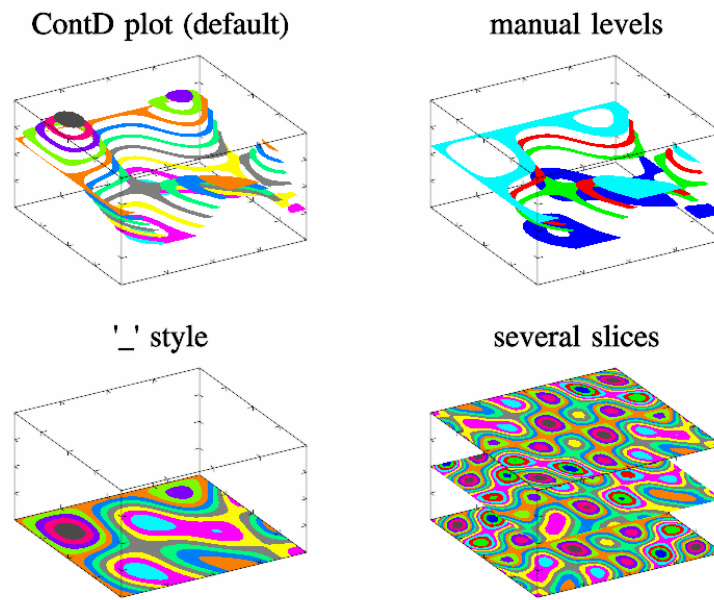 ContD plot (default)
manual levels
'_' style
several slices